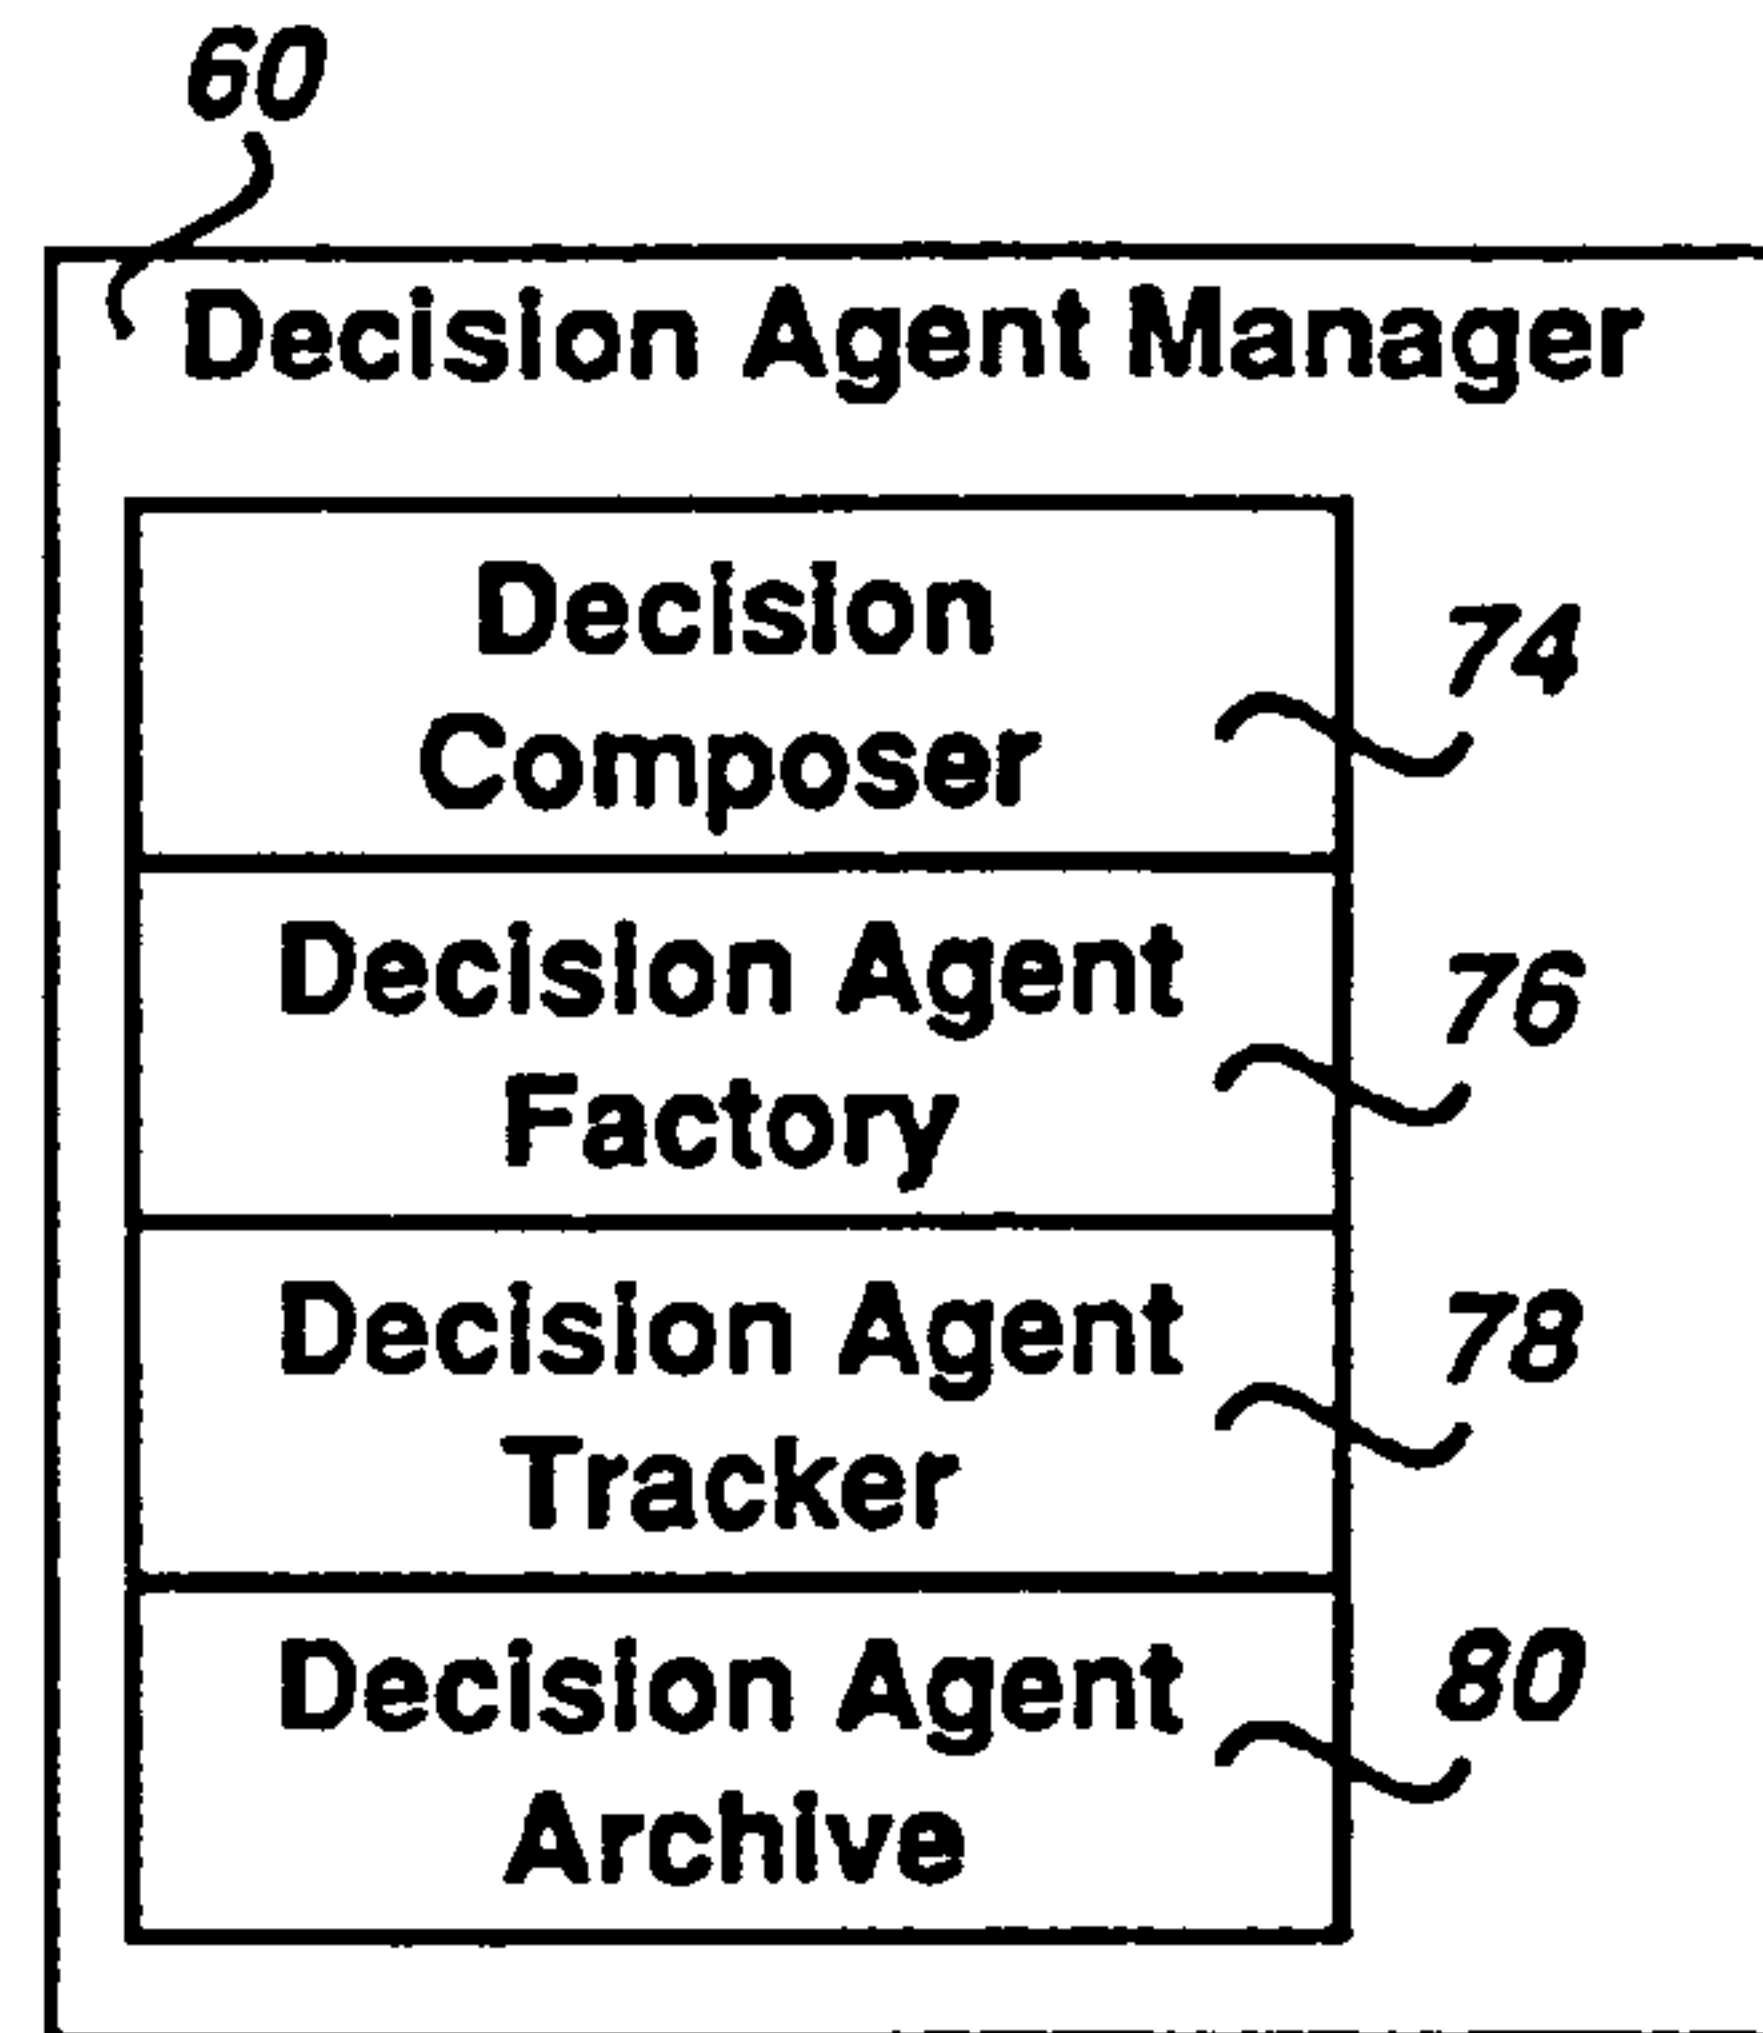 60
Decision Agent Manager
Decision
Composer
74
Decision Agent
Factory
76
Decision Agent
Tracker
78
Decision Agent
Archive
80